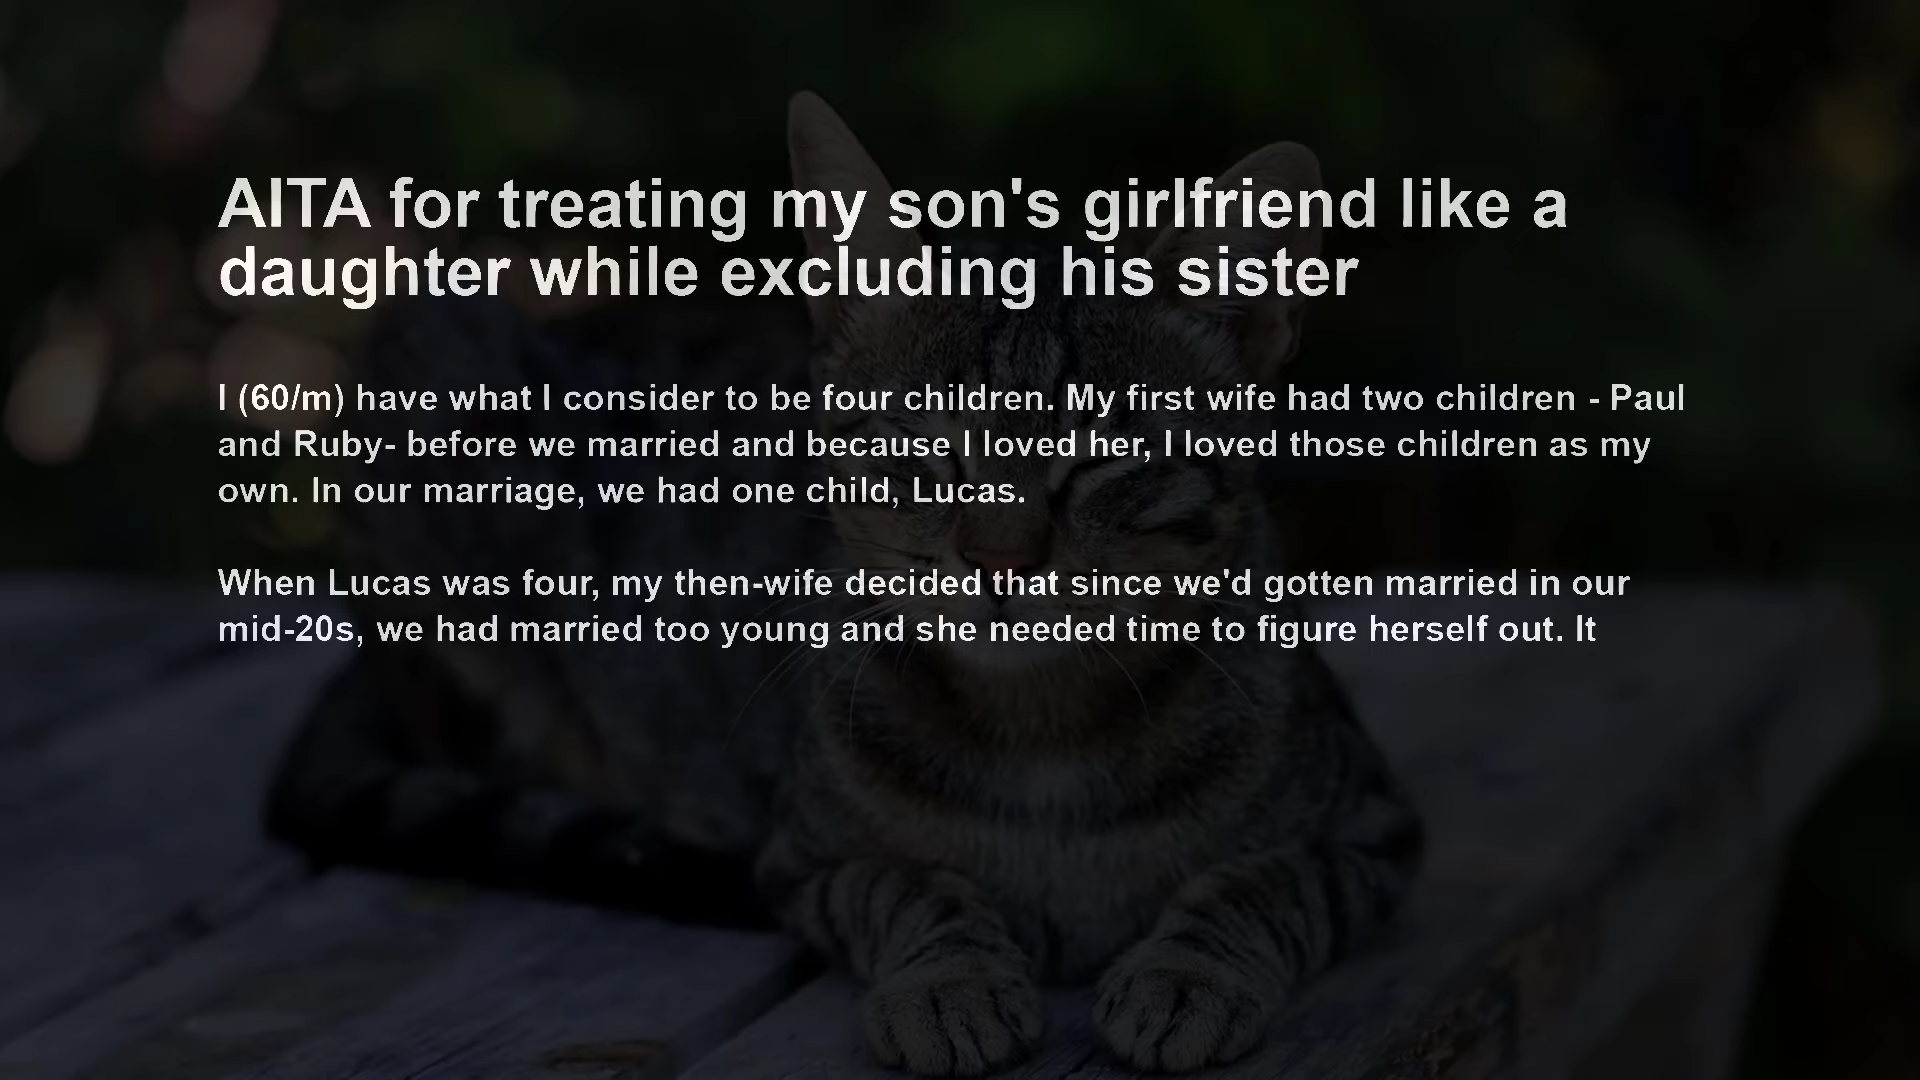 AITA for treating my son's girlfriend like a
daughter while excluding his sister
I (60/m) have what I consider to be four children. My first wife had two children - Paul
and Ruby- before we married and because I loved her, I loved those children as my
own. In our marriage, we had one child, Lucas.
When Lucas was four, my then-wife decided that since we'd gotten married in our
mid-20s, we had married too young and she needed time to figure herself out. It